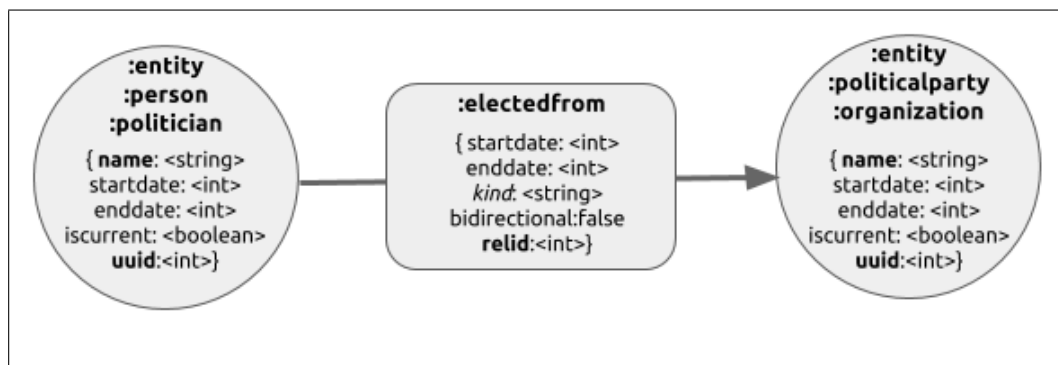 :entity
:person
:politician
{ name: <string>
startdate: <int>
enddate: <int>
iscurrent: <boolean>
uuid:<int>}
:electedfrom
{ startdate: <int>
enddate: <int>
kind: <string>
bidirectional:false
relid:<int>}
:entity
:politicalparty
:organization
{ name: <string>
startdate: <int>
enddate: <int>
iscurrent: <boolean>
uuid:<int>}